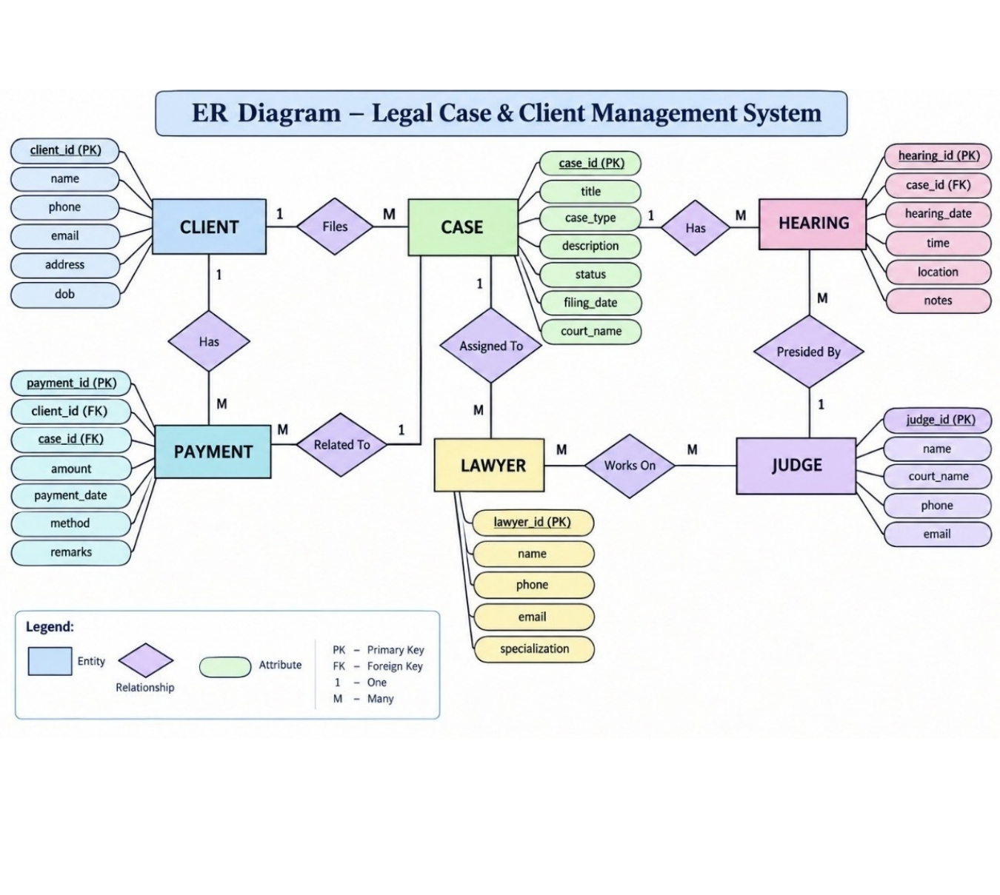 ER Diagram – Legal Case & Client Management System
client_id (PK)
name
phone
email
address
dob
CLIENT
1
Files
M
CASE
case_id (PK)
title
case_type
description
status
filing_date
court_name
1
Has
M
HEARING
hearing_id (PK)
case_id (FK)
hearing_date
time
location
notes
1
Has
M
1
Assigned To
M
M
Presided By
1
payment_id (PK)
client_id (FK)
case_id (FK)
amount
payment_date
method
remarks
PAYMENT
M
Related To
1
LAWYER
M
Works On
M
JUDGE
judge_id (PK)
name
court_name
phone
email
lawyer_id (PK)
name
phone
email
specialization
Legend:
Entity
Relationship
Attribute
PK – Primary Key
FK – Foreign Key
1 – One
M – Many